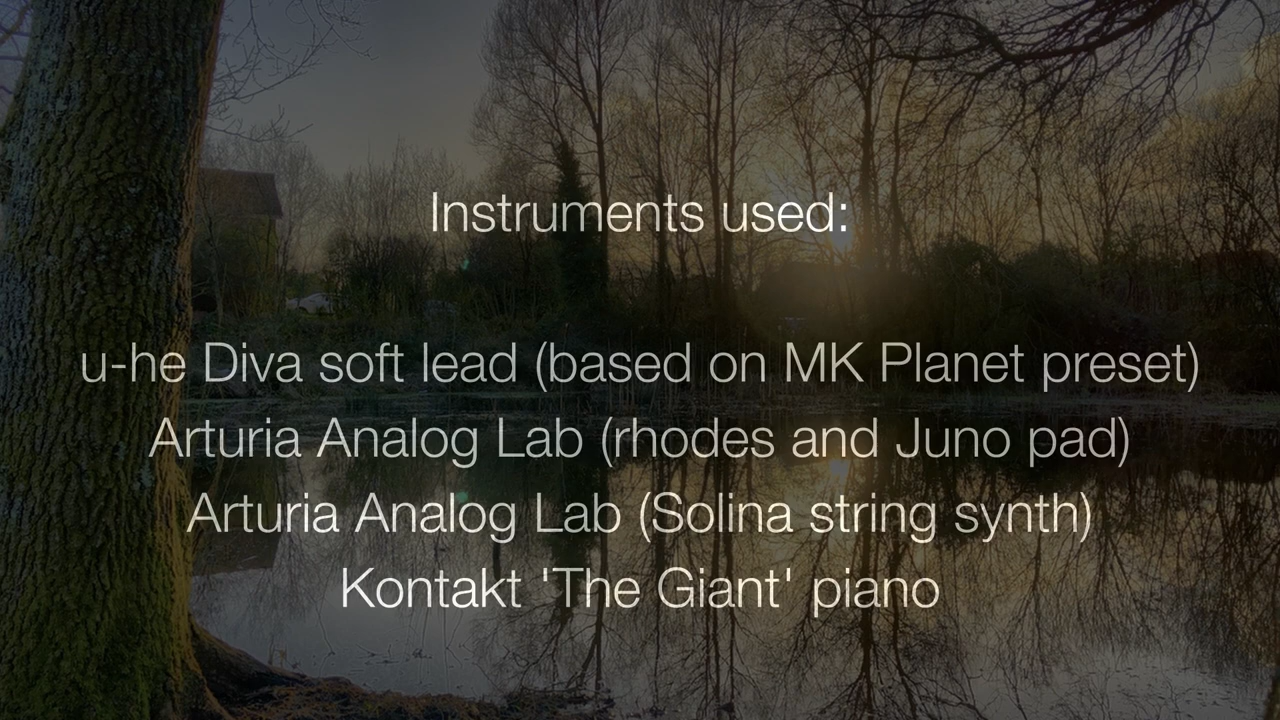 Instruments used:
u-he Diva soft lead (based on MK Planet preset)
Arturia Analog Lab (rhodes and Juno pad)
Arturia Analog Lab (Solina string synth)
Kontakt 'The Giant' piano